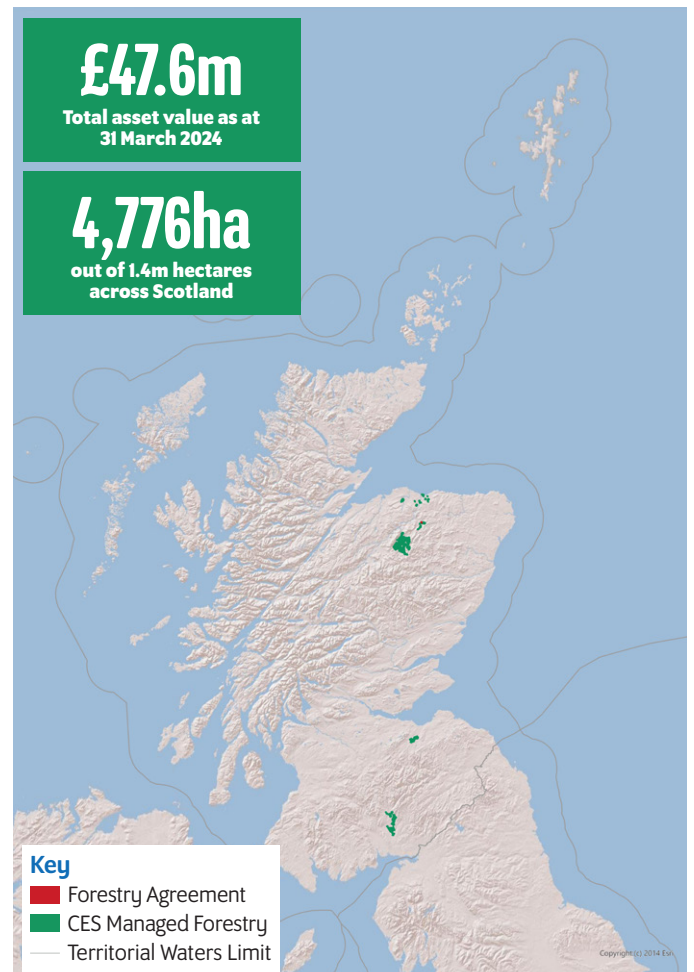 £47.6m
Total asset value as at
31 March 2024
4,776ha
out of 1.4m hectares
across Scotland
Key
Forestry Agreement
CES Managed Forestry
Territorial Waters Limit
Copyright (c) 2014 Esri